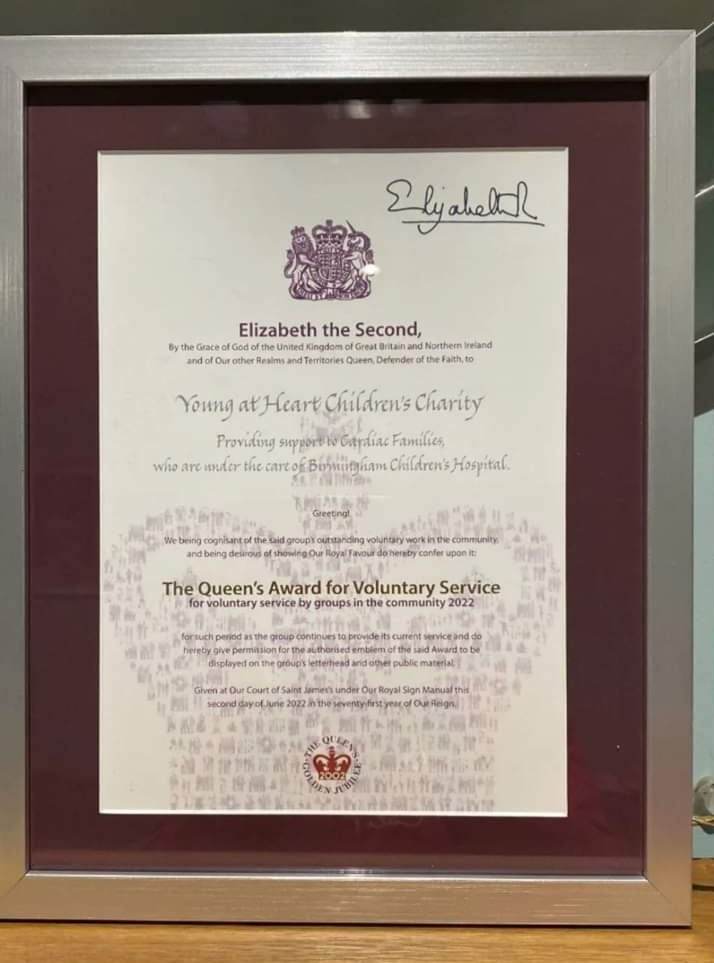 Elizabeth R
Elizabeth the Second,
By the Grace of God of the United Kingdom of Great Britain and Northern Ireland
and of Our other Realms and Territories Queen, Defender of the Faith, to
Young at Heart Children's Charity
Providing support to Cardiac Families,
who are under the care of Birmingham Children's Hospital.
Greeting!
We being cognisant of the said group's outstanding voluntary work in the community
and being desirous of showing Our Royal Favour do hereby confer upon it:
The Queen's Award for Voluntary Service
for voluntary service by groups in the community 2022
for such period as the group continues to provide its current service and do
hereby give permission for the authorised emblem of the said Award to be
displayed on the group's letterhead and other public material.
Given at Our Court of Saint James's under Our Royal Sign Manual this
second day of June 2022 in the seventy-first year of Our Reign.
THE QUEEN'S
2002
GOLDEN JUBILEE